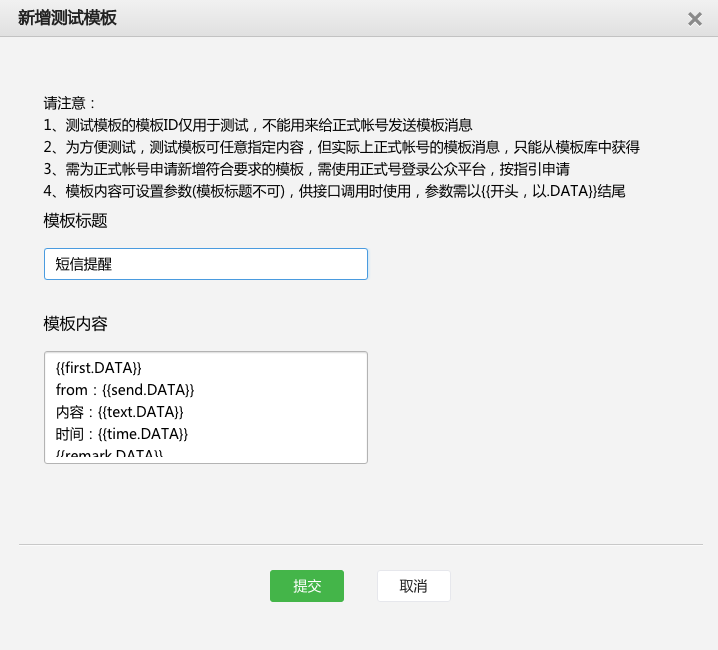 新增测试模板
请注意：
1、测试模板的模板ID仅用于测试，不能用来给正式帐号发送模板消息
2、为方便测试，测试模板可任意指定内容，但实际上正式帐号的模板消息，只能从模板库中获得
3、需为正式帐号申请新增符合要求的模板，需使用正式号登录公众平台，按指引申请
4、模板内容可设置参数(模板标题不可)，供接口调用时使用，参数需以{{开头，以.DATA}}结尾
模板标题
短信提醒
模板内容
{{first.DATA}}
from：{{send.DATA}}
内容：{{text.DATA}}
时间：{{time.DATA}}
{{remark.DATA}}
提交 取消